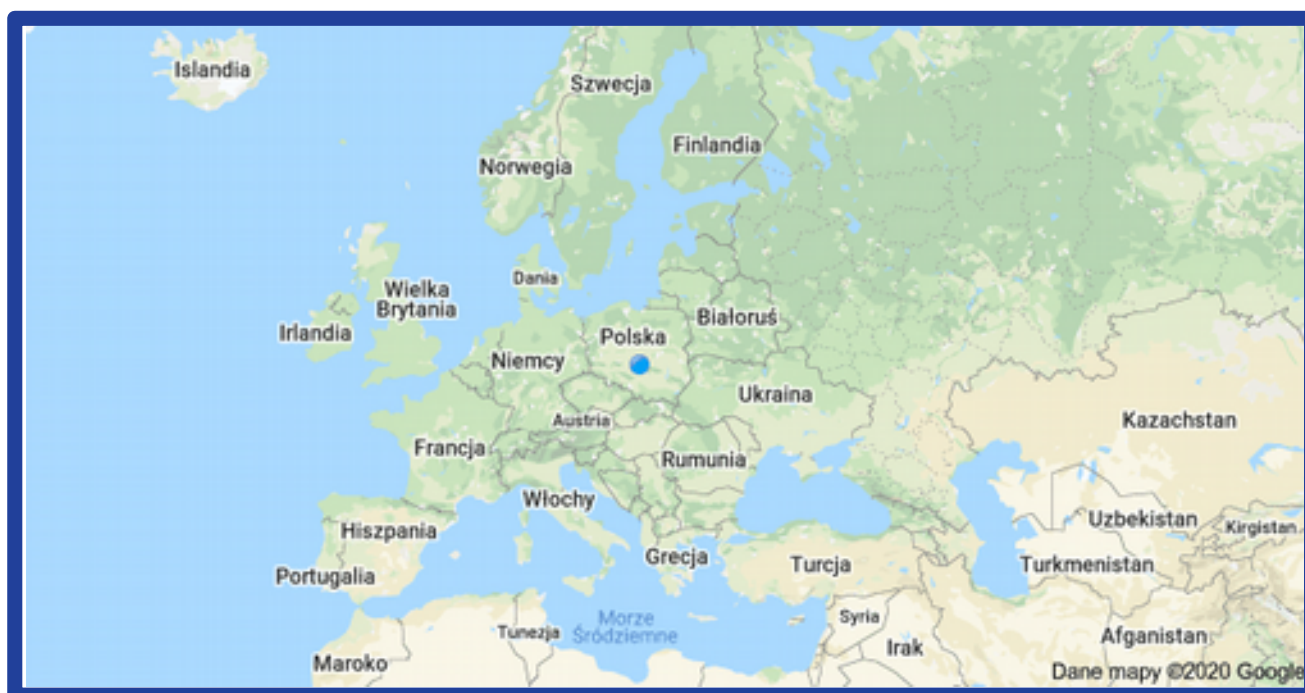 Islandia
Szwecja
Finlandia
Norwegia
Dania
Wielka
Brytania
Irlandia
Białoruś
Polska
Niemcy
Ukraina
Austria
Kazachstan
Francja
Rumunia
Włochy
Hiszpania
Uzbekistan
Kirgistan
Grecja
Turcja
Turkmenistan
Portugalia
Morze
Śródziemne
Syria
Tunezja
Afganistan
Irak
Maroko
Dane mapy ©2020 Google